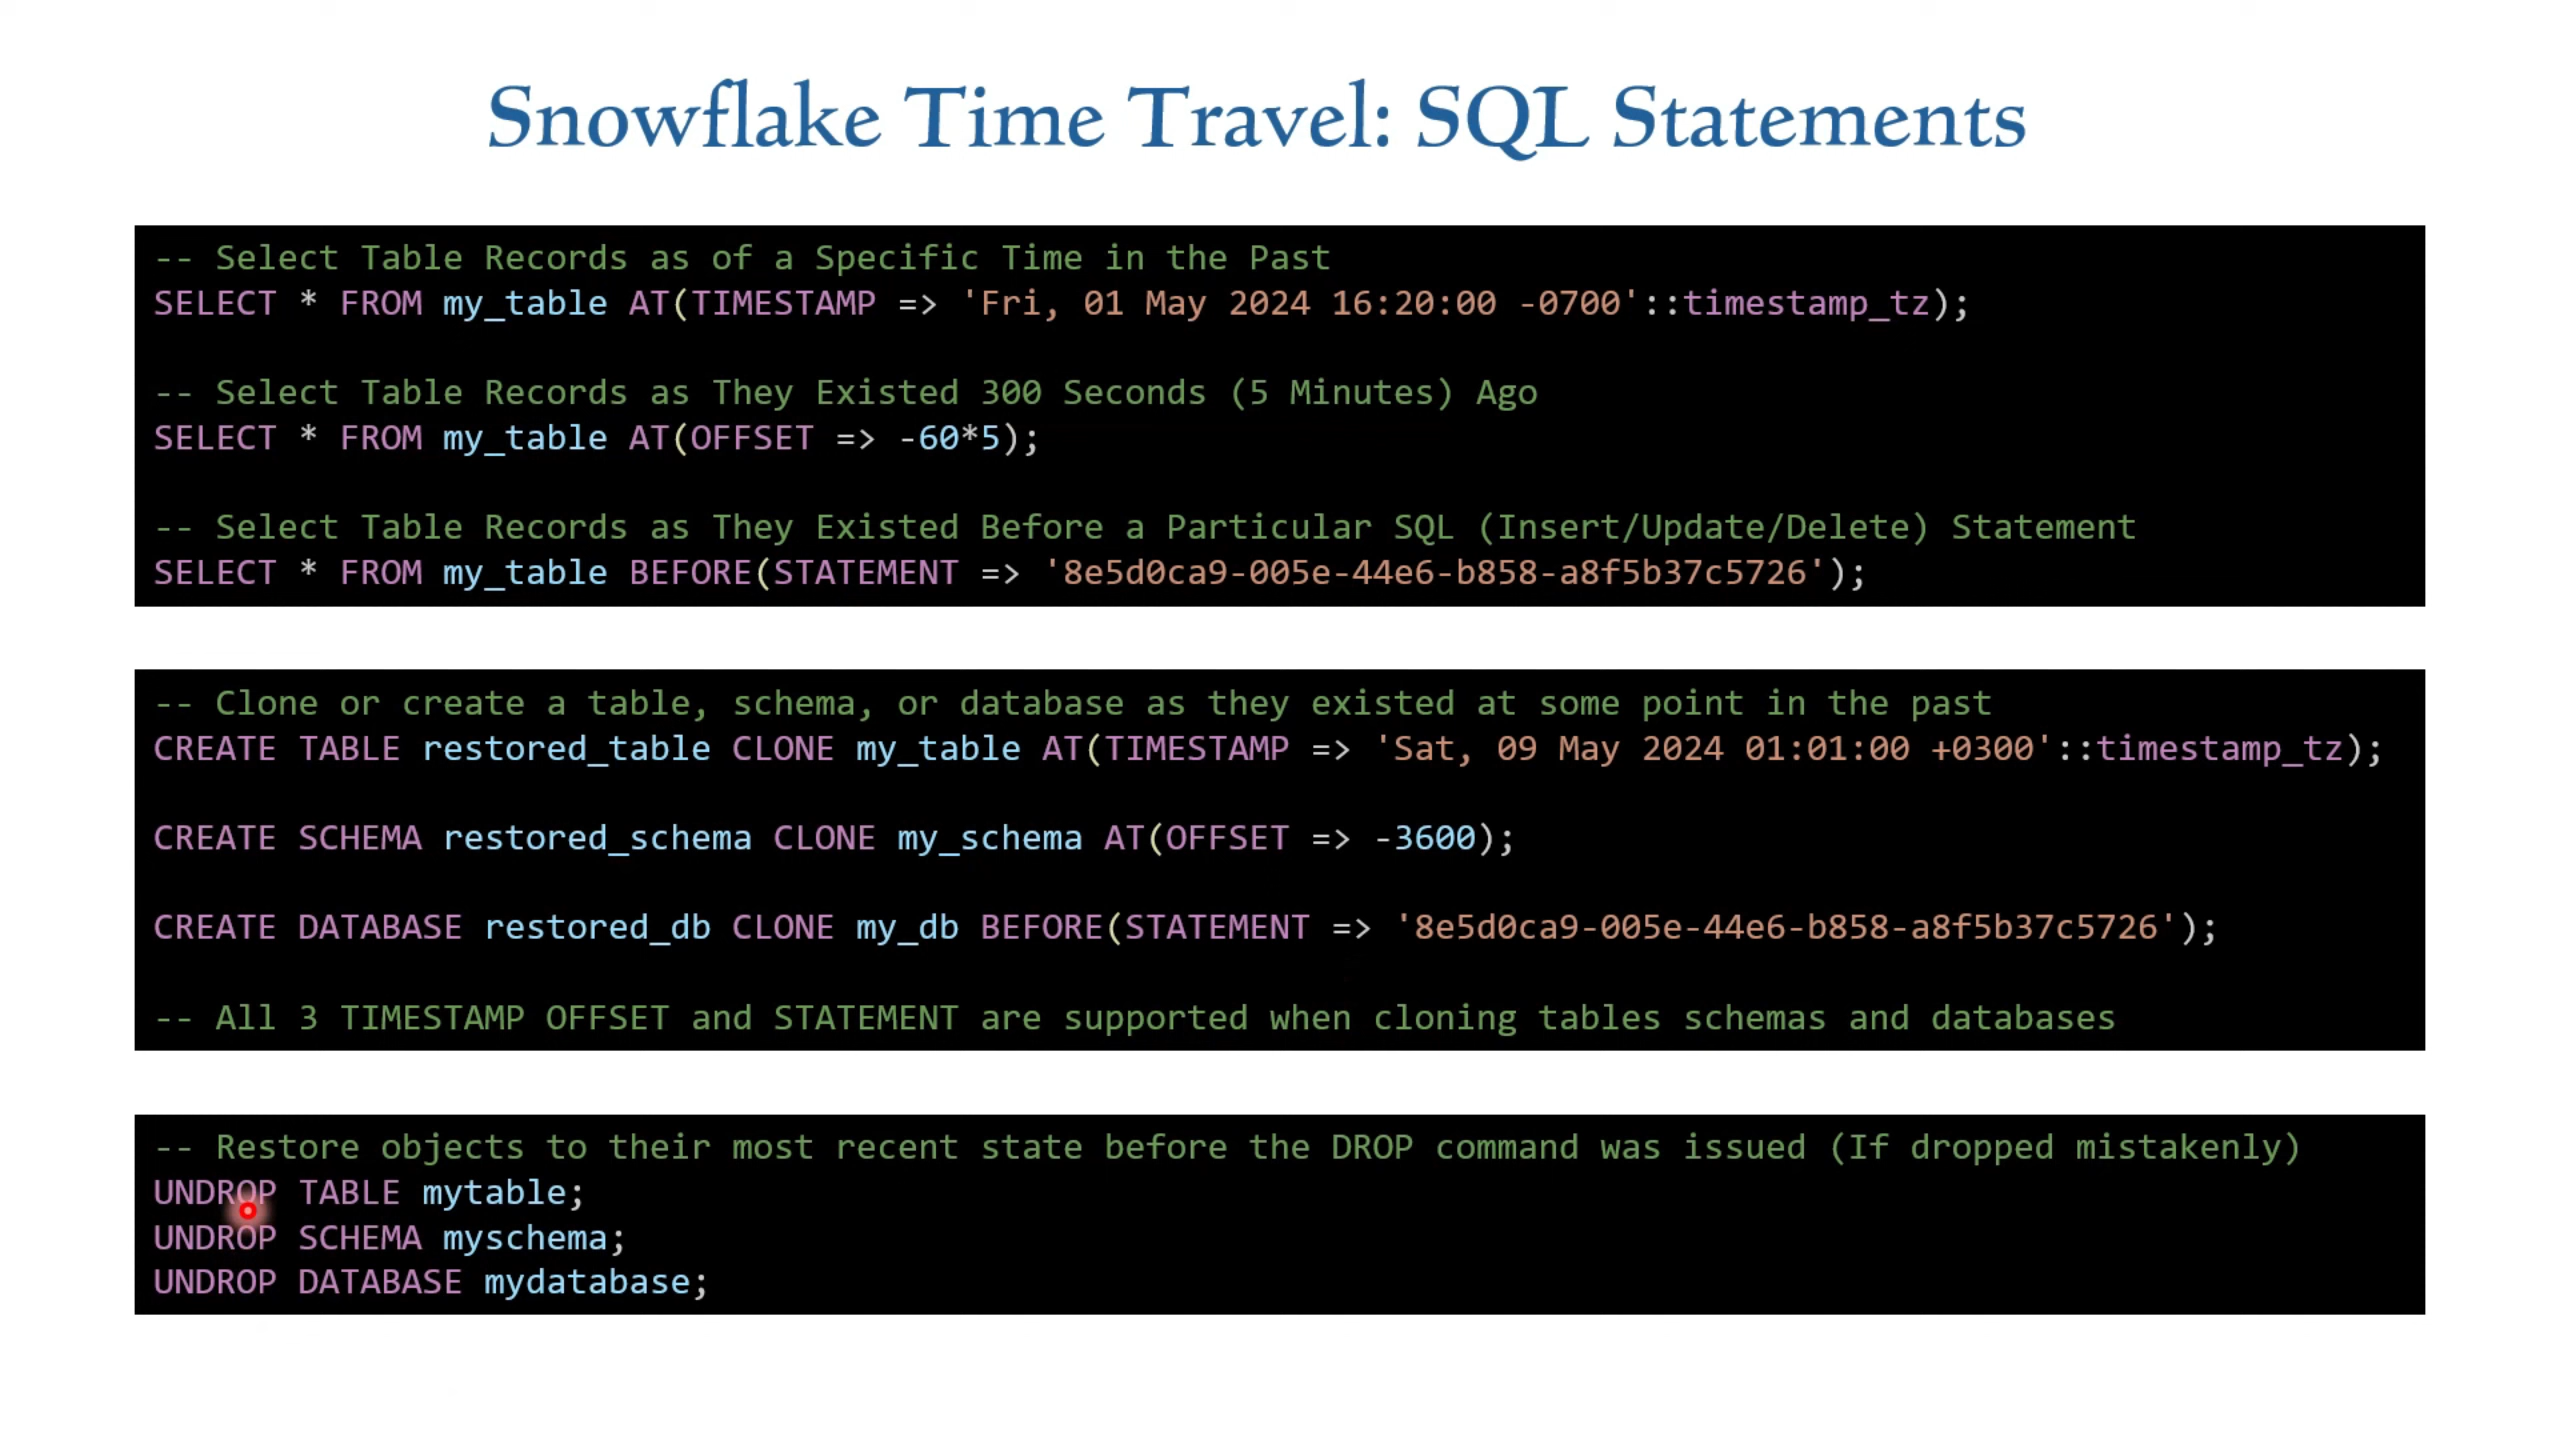 Snowflake Time Travel: SQL Statements
-- Select Table Records as of a Specific Time in the Past
SELECT * FROM my_table AT(TIMESTAMP => 'Fri, 01 May 2024 16:20:00 -0700'::timestamp_tz);
-- Select Table Records as They Existed 300 Seconds (5 Minutes) Ago
SELECT * FROM my_table AT(OFFSET => -60*5);
-- Select Table Records as They Existed Before a Particular SQL (Insert/Update/Delete) Statement
SELECT * FROM my_table BEFORE(STATEMENT => '8e5d0ca9-005e-44e6-b858-a8f5b37c5726');
-- Clone or create a table, schema, or database as they existed at some point in the past
CREATE TABLE restored_table CLONE my_table AT(TIMESTAMP => 'Sat, 09 May 2024 01:01:00 +0300'::timestamp_tz);
CREATE SCHEMA restored_schema CLONE my_schema AT(OFFSET => -3600);
CREATE DATABASE restored_db CLONE my_db BEFORE(STATEMENT => '8e5d0ca9-005e-44e6-b858-a8f5b37c5726');
-- All 3 TIMESTAMP OFFSET and STATEMENT are supported when cloning tables schemas and databases
-- Restore objects to their most recent state before the DROP command was issued (If dropped mistakenly)
UNDROP TABLE mytable;
UNDROP SCHEMA myschema;
UNDROP DATABASE mydatabase;